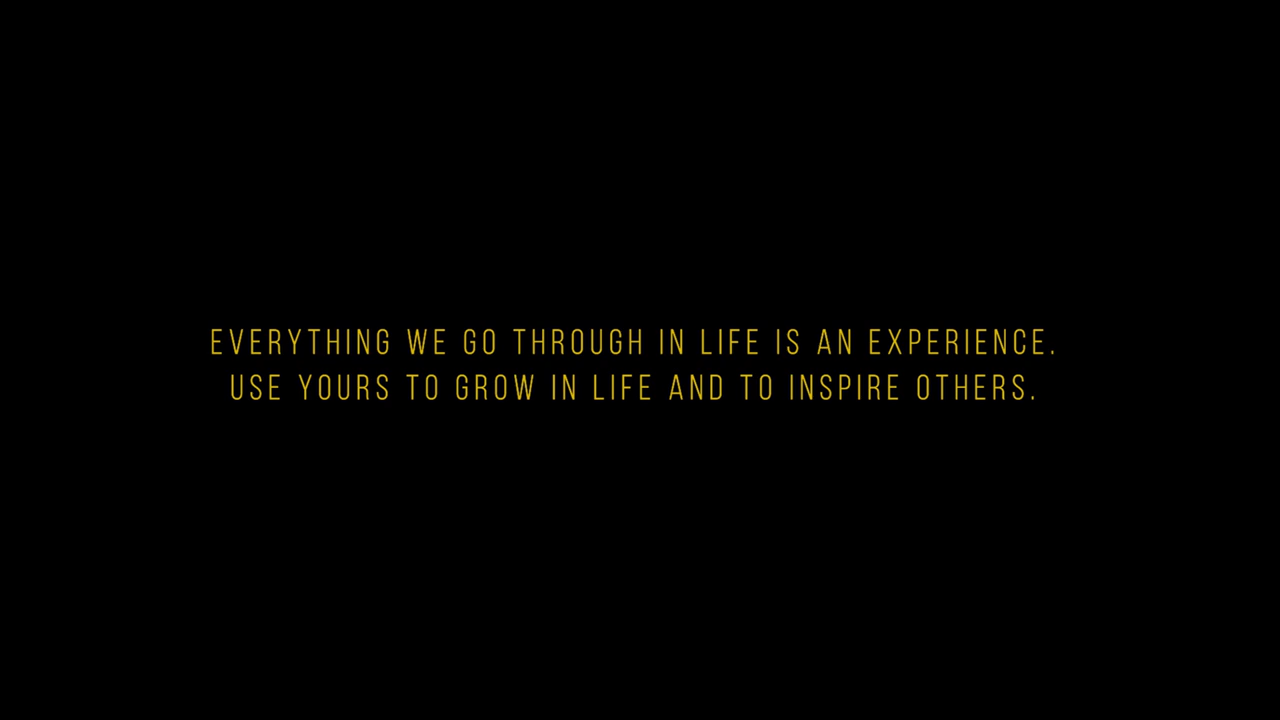 EVERYTHING WE GO THROUGH IN LIFE IS AN EXPERIENCE.
USE YOURS TO GROW IN LIFE AND TO INSPIRE OTHERS.